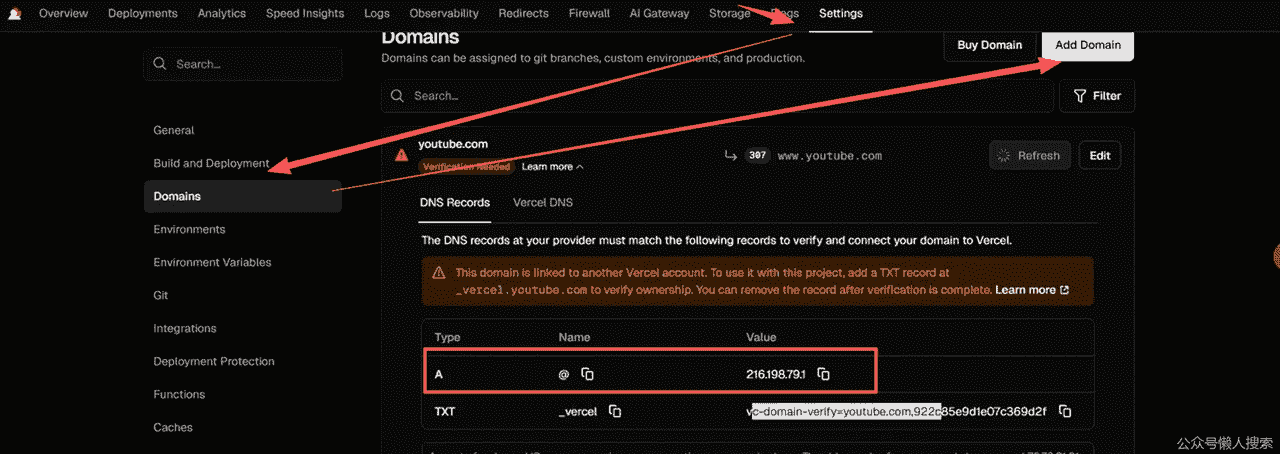 Overview Deployments Analytics Speed Insights Logs Observability Redirects Firewall AI Gateway Storage Settings
Domains
Domains can be assigned to git branches, custom environments, and production.
Buy Domain
Add Domain
Search...
Search...
Filter
General
Build and Deployment
Domains
Environments
Environment Variables
Git
Integrations
Deployment Protection
Functions
Caches
youtube.com
Verification Needed Learn more
307 www.youtube.com
Refresh
Edit
DNS Records Vercel DNS
The DNS records at your provider must match the following records to verify and connect your domain to Vercel.
This domain is linked to another Vercel account. To use it with this project, add a TXT record at
_vercel.youtube.com to verify ownership. You can remove the record after verification is complete. Learn more
Type Name Value
A @ 216.198.79.1
TXT _vercel vc-domain-verify=youtube.com,922c85e9d1e07c369d2f
公众号懒人搜索